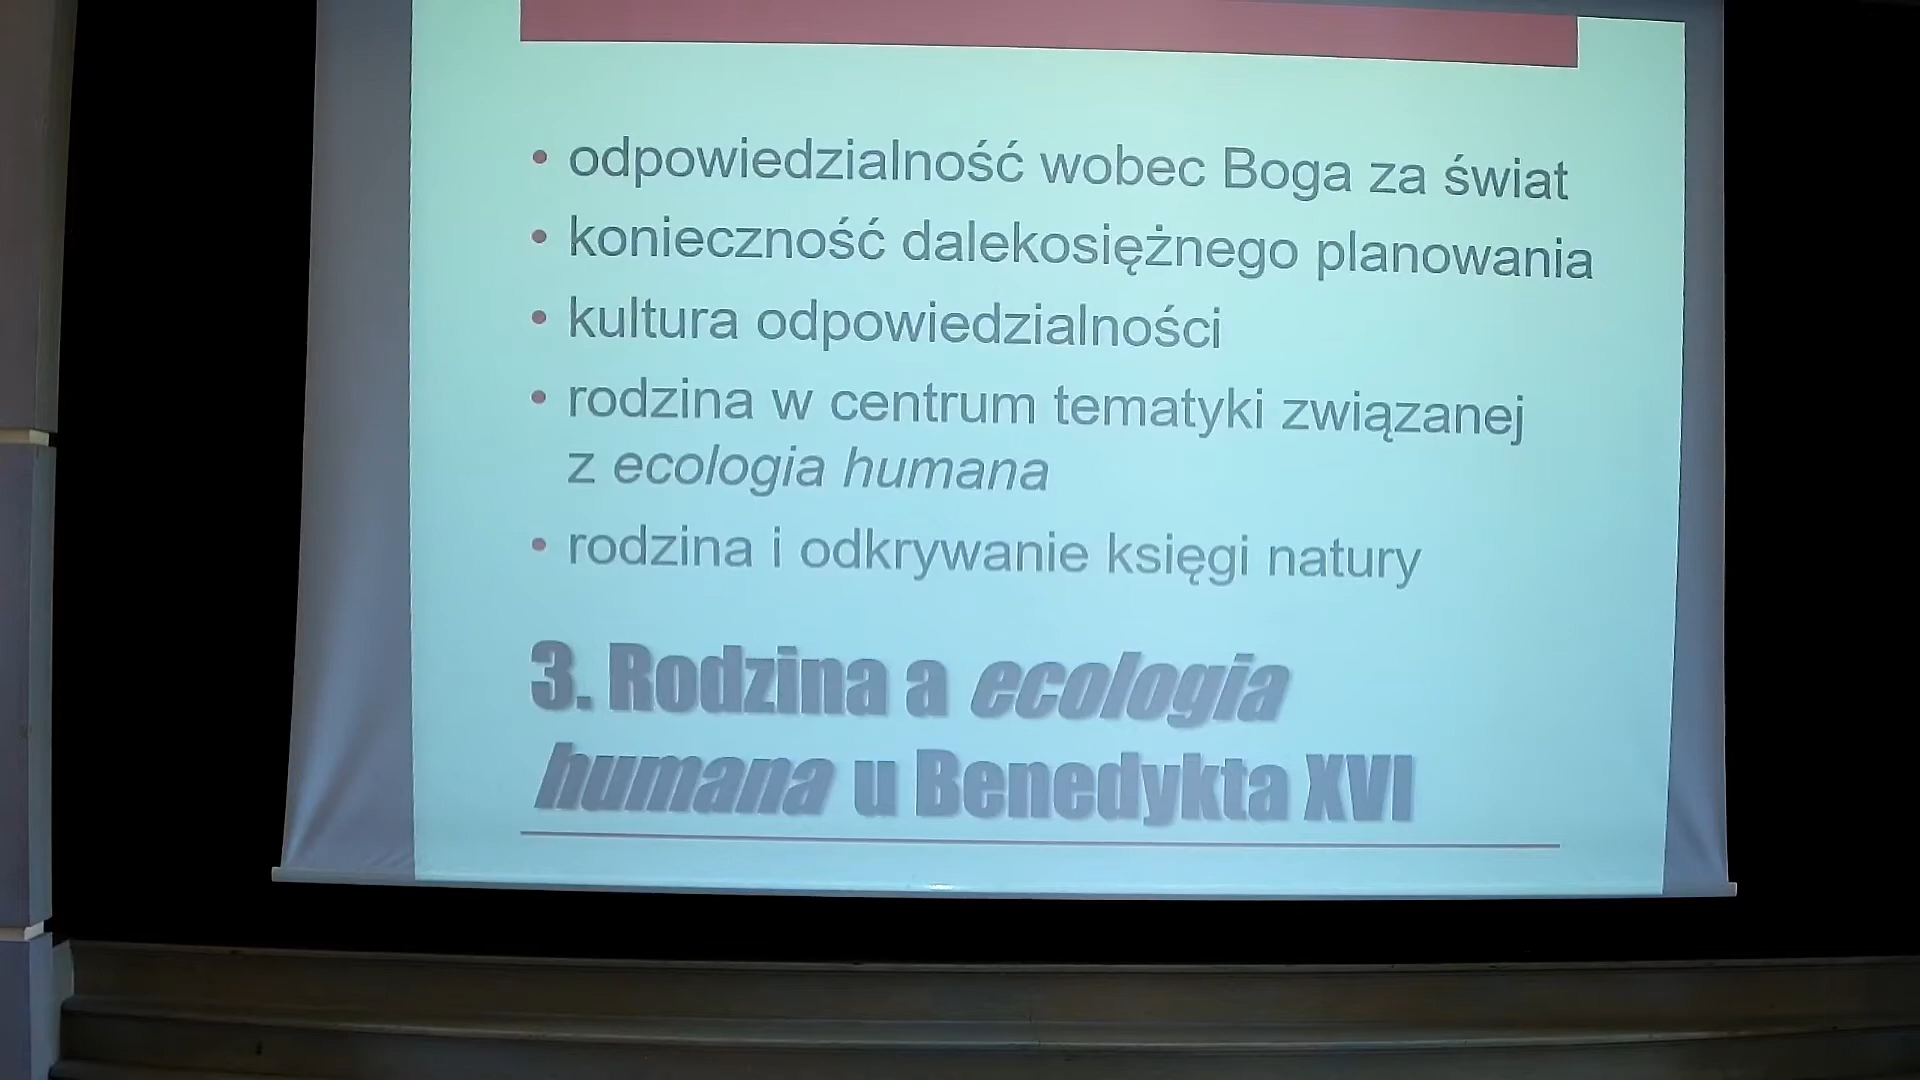 • odpowiedzialność wobec Boga za świat
• konieczność dalekosiężnego planowania
• kultura odpowiedzialności
• rodzina w centrum tematyki związanej
z ecologia humana
• rodzina i odkrywanie księgi natury
3. Rodzina a ecologia
humana u Benedykta XVI